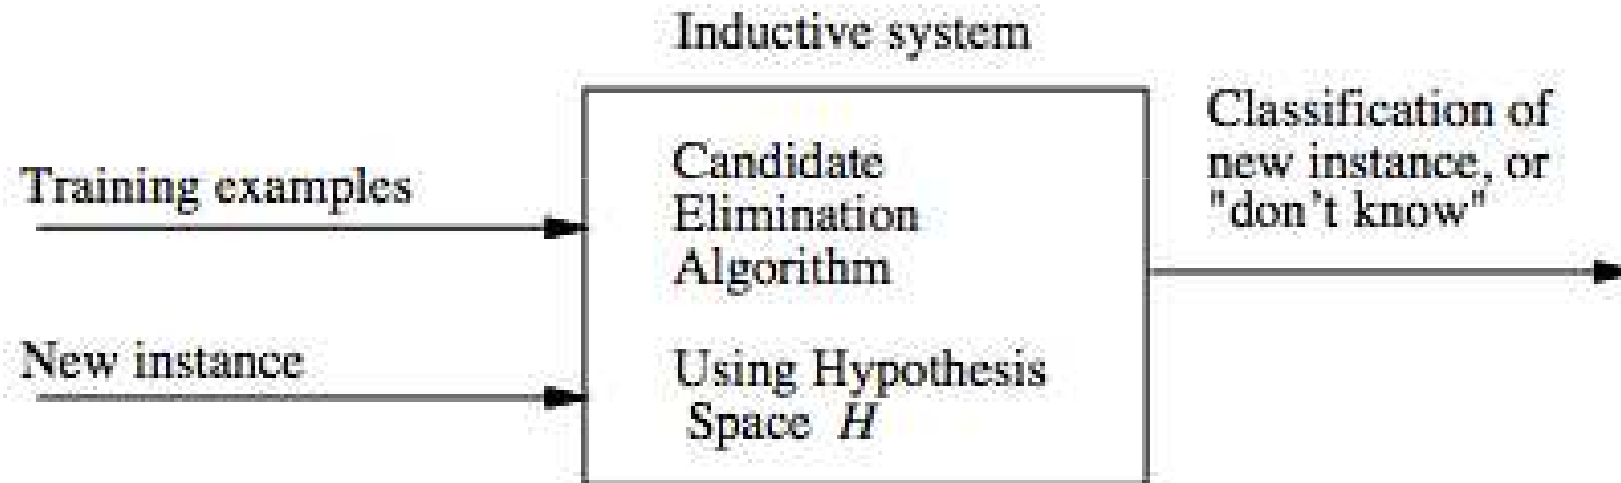 Inductive system
Training examples
New instance
Candidate
Elimination
Algorithm
Using Hypothesis
Space H
Classification of
new instance, or
"don't know"